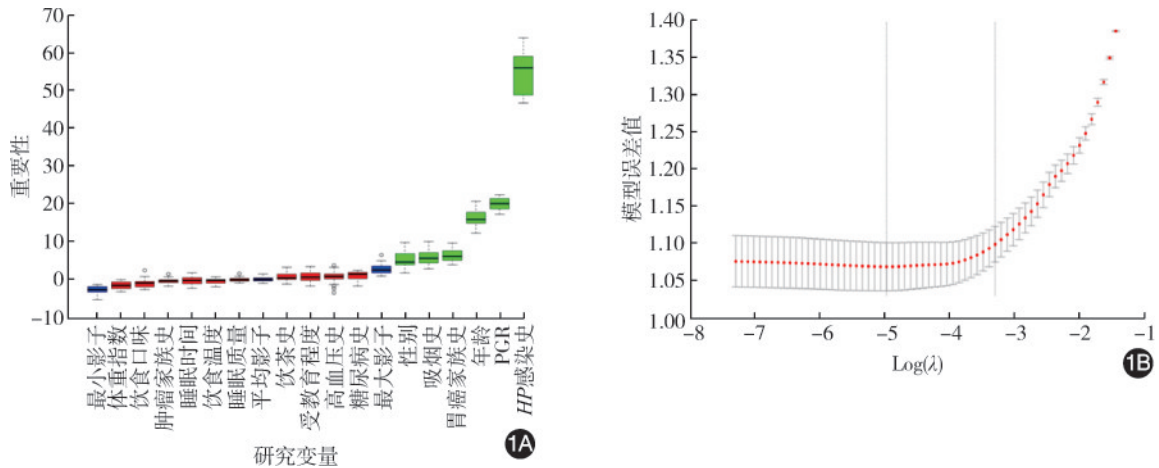 70
60
50
40
30
20
10
0
-10
重要性
最小影子
体重指数
饮食口味
肿瘤家族史
睡眠时间
饮食温度
睡眠质量
平均影子
饮茶史
受教育程度
高血压史
糖尿病史
最大影子
性别
吸烟史
胃癌家族史
年龄
PGR
HP感染史
研究变量
1A
1.40
1.35
1.30
1.25
1.20
1.15
1.10
1.05
1.00
模型误差值
-8 -7 -6 -5 -4 -3 -2 -1
Log(λ)
1B